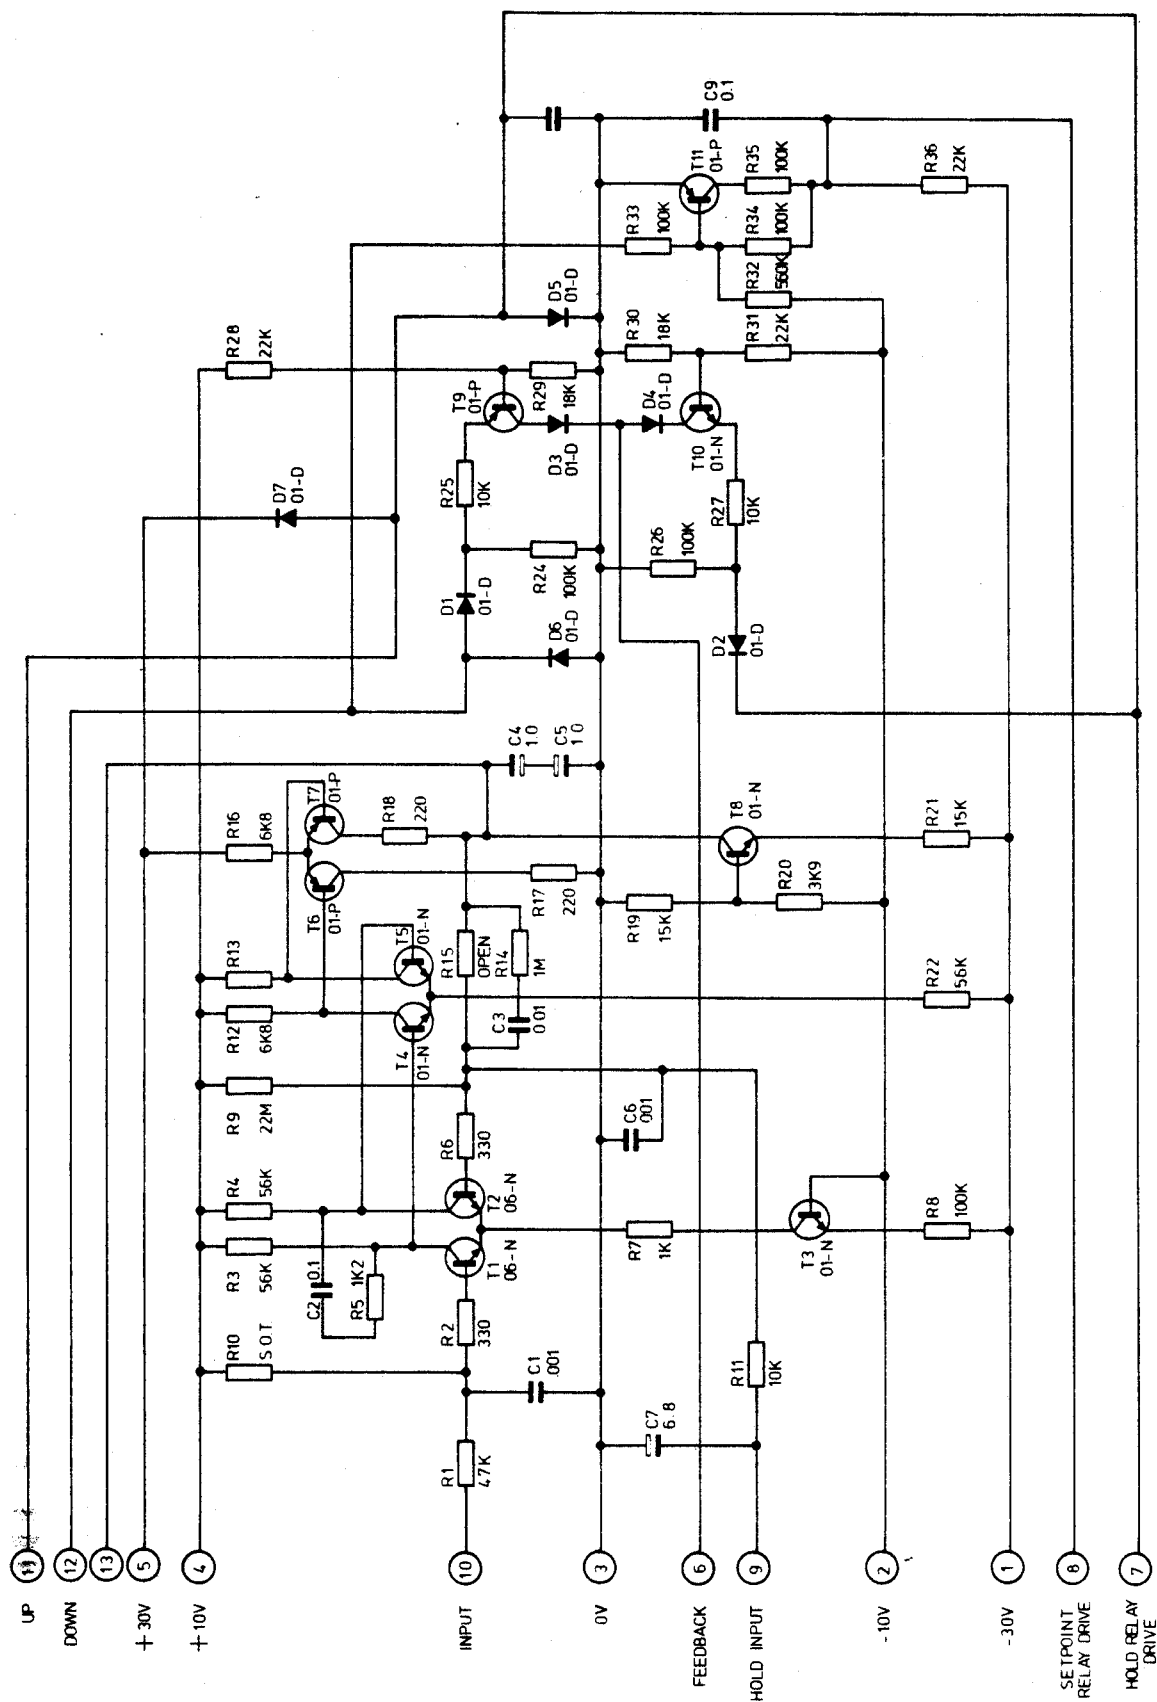 UP
DOWN
+30V
+10V
INPUT
0V
FEEDBACK
HOLD INPUT
-10V
-30V
SETPOINT
RELAY DRIVE
HOLD RELAY
DRIVE
12
13
5
4
10
3
6
9
2
1
8
7
R1
47K
R10
S.O.T.
C1
.001
R2
330
R3
56K
R4
56K
C2
0.1
R5
1K2
T1
06-N
T2
06-N
R6
330
R9
22M
C7
6.8
R11
10K
R7
1K
C6
.001
T3
01-N
R8
100K
R12
6K8
R13
T4
01-N
T5
01-N
C3
0.01
R14
1M
R15
OPEN
R22
56K
T6
01-P
T7
01-P
R16
6K8
R17
220
R18
220
R19
15K
R20
3K9
T8
01-N
R21
15K
C4
1.0
C5
1.0
D1
01-D
D6
01-D
R24
100K
R25
10K
D7
01-D
D2
01-D
R26
100K
R27
10K
T9
01-P
D3
01-D
R29
18K
R28
22K
D5
01-D
D4
01-D
T10
01-N
R30
18K
R31
22K
R32
560K
R33
100K
R34
100K
R35
100K
T11
01-P
C9
0.1
R36
22K